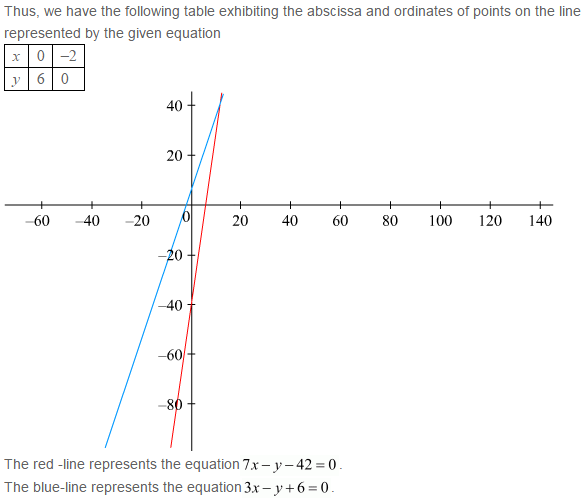 Thus, we have the following table exhibiting the abscissa and ordinates of points on the line
represented by the given equation
x 0 –2
y 6 0
40
20
–60 –40 –20 0 20 40 60 80 100 120 140
–20
–40
–60
–80
The red -line represents the equation 7x – y – 42 = 0.
The blue-line represents the equation 3x – y + 6 = 0.